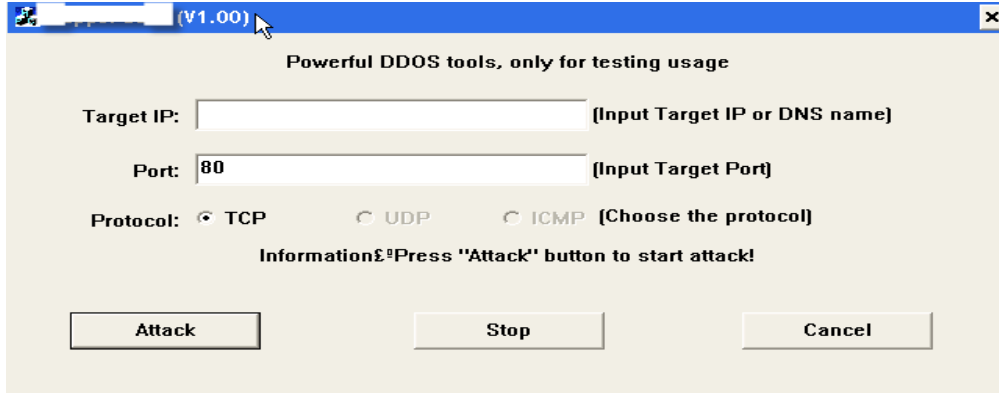 (V1.00)
Powerful DDOS tools, only for testing usage
Target IP: (Input Target IP or DNS name)
Port: 80 (Input Target Port)
Protocol: TCP UDP ICMP (Choose the protocol)
Information£ºPress "Attack" button to start attack!
Attack Stop Cancel